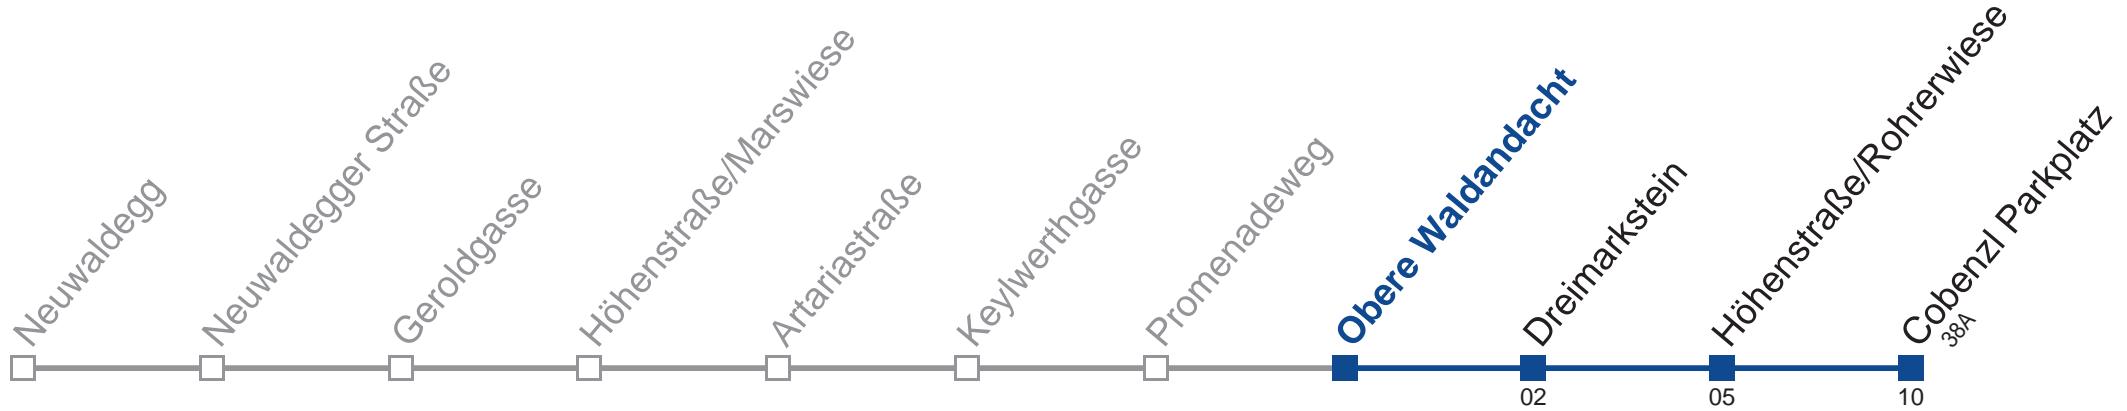 Neuwaldegg
Neuwaldegger Straße
Geroldgasse
Höhenstraße/Marswiese
Artariastraße
Keylwerthgasse
Promenadeweg
Obere Waldandacht
Dreimarkstein
Höhenstraße/Rohrerwiese
Cobenzl Parkplatz
38A
02
05
10